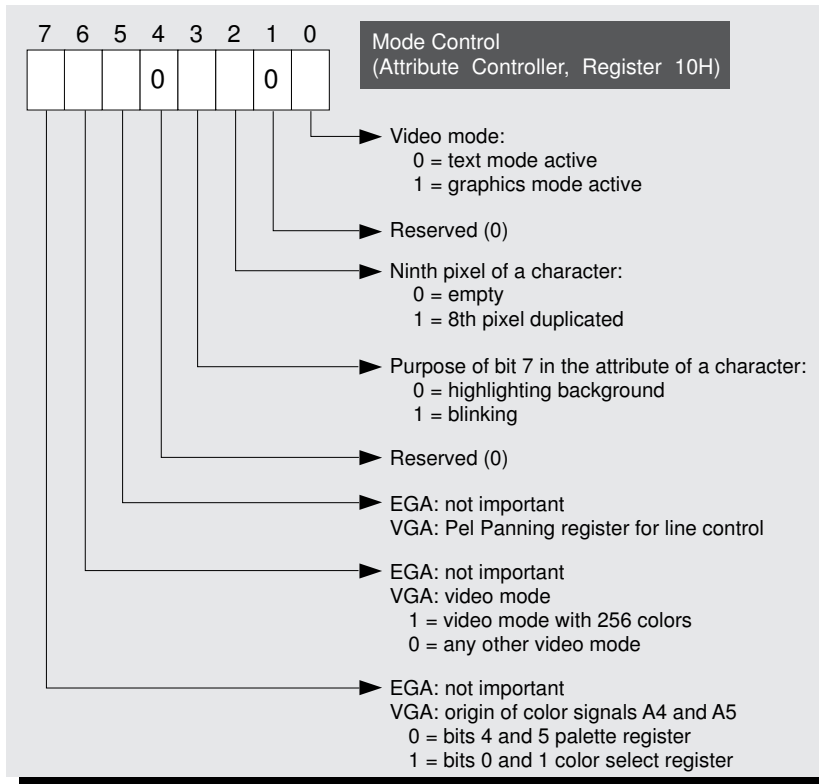 7 6 5 4 3 2 1 0
Mode Control
(Attribute Controller, Register 10H)
0 0
Video mode:
0 = text mode active
1 = graphics mode active
Reserved (0)
Ninth pixel of a character:
0 = empty
1 = 8th pixel duplicated
Purpose of bit 7 in the attribute of a character:
0 = highlighting background
1 = blinking
Reserved (0)
EGA: not important
VGA: Pel Panning register for line control
EGA: not important
VGA: video mode
1 = video mode with 256 colors
0 = any other video mode
EGA: not important
VGA: origin of color signals A4 and A5
0 = bits 4 and 5 palette register
1 = bits 0 and 1 color select register